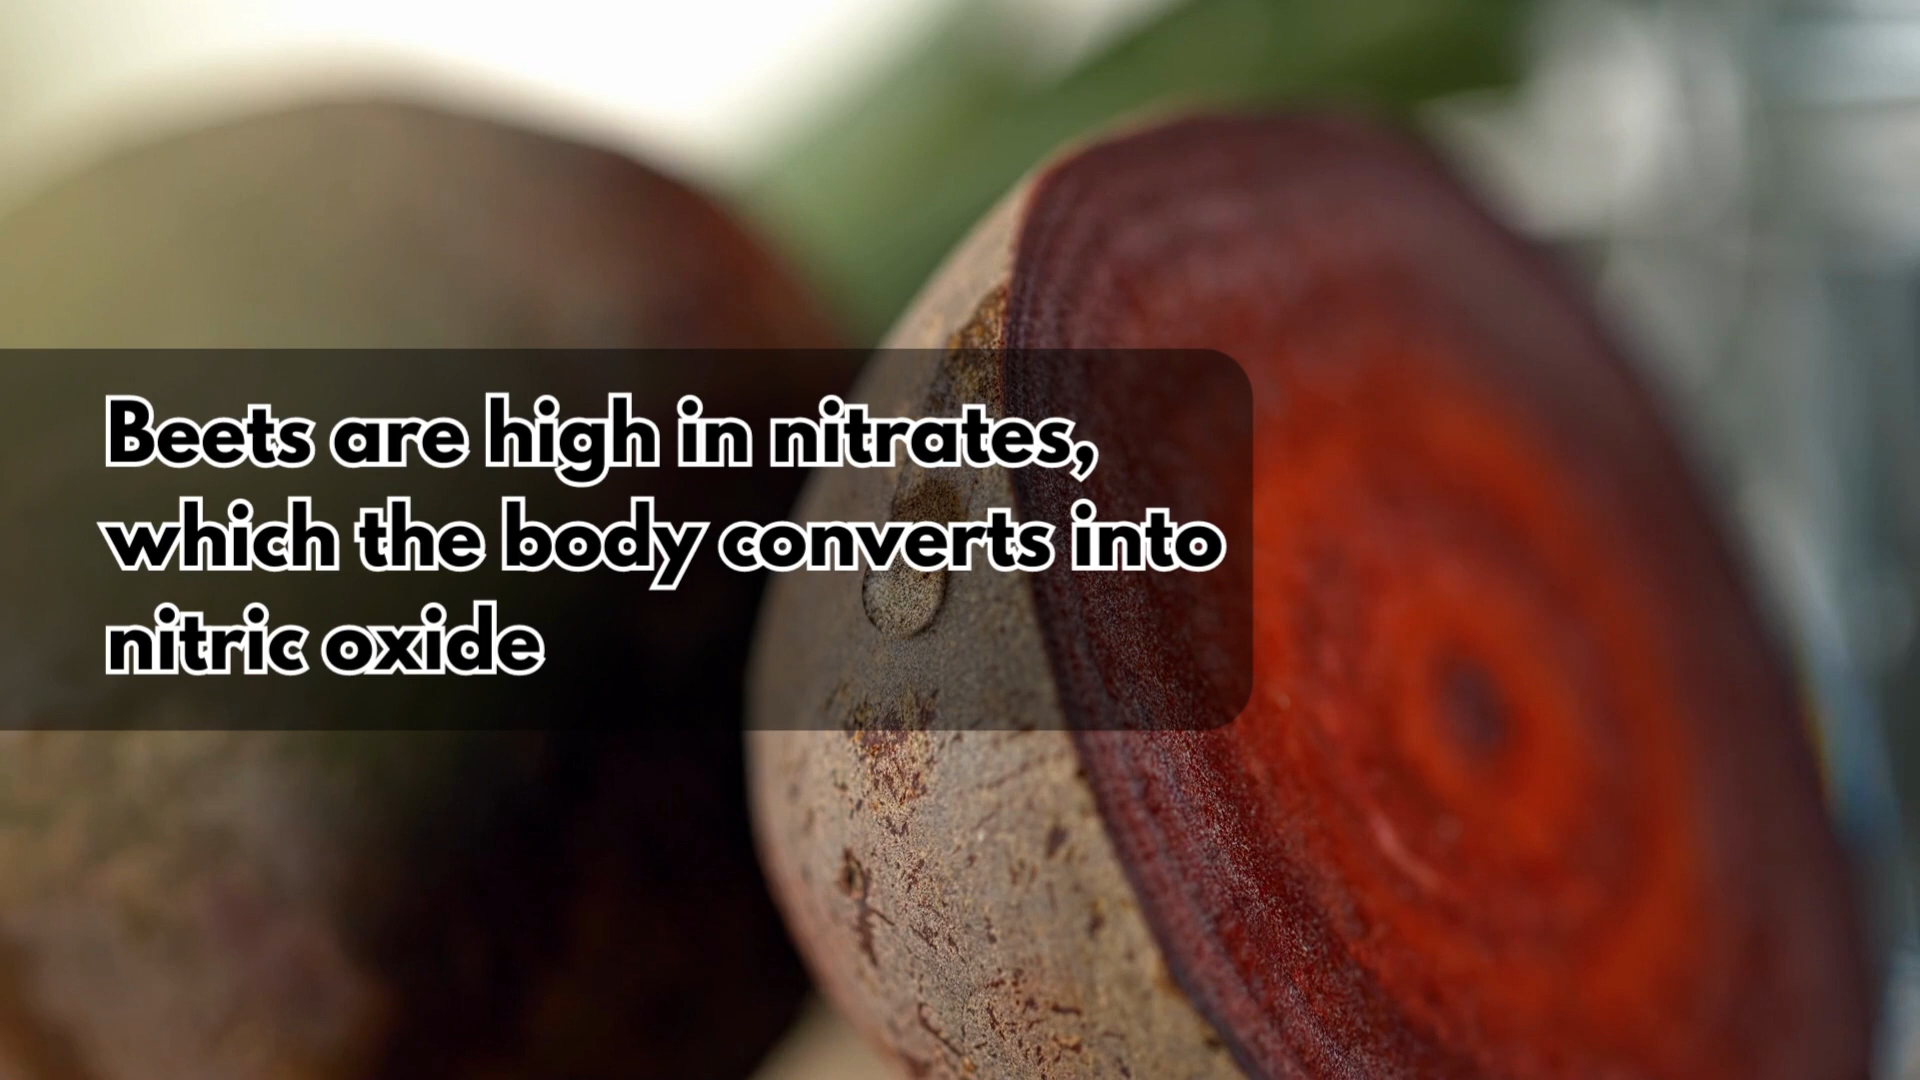 Beets are high in nitrates,
which the body converts into
nitric oxide